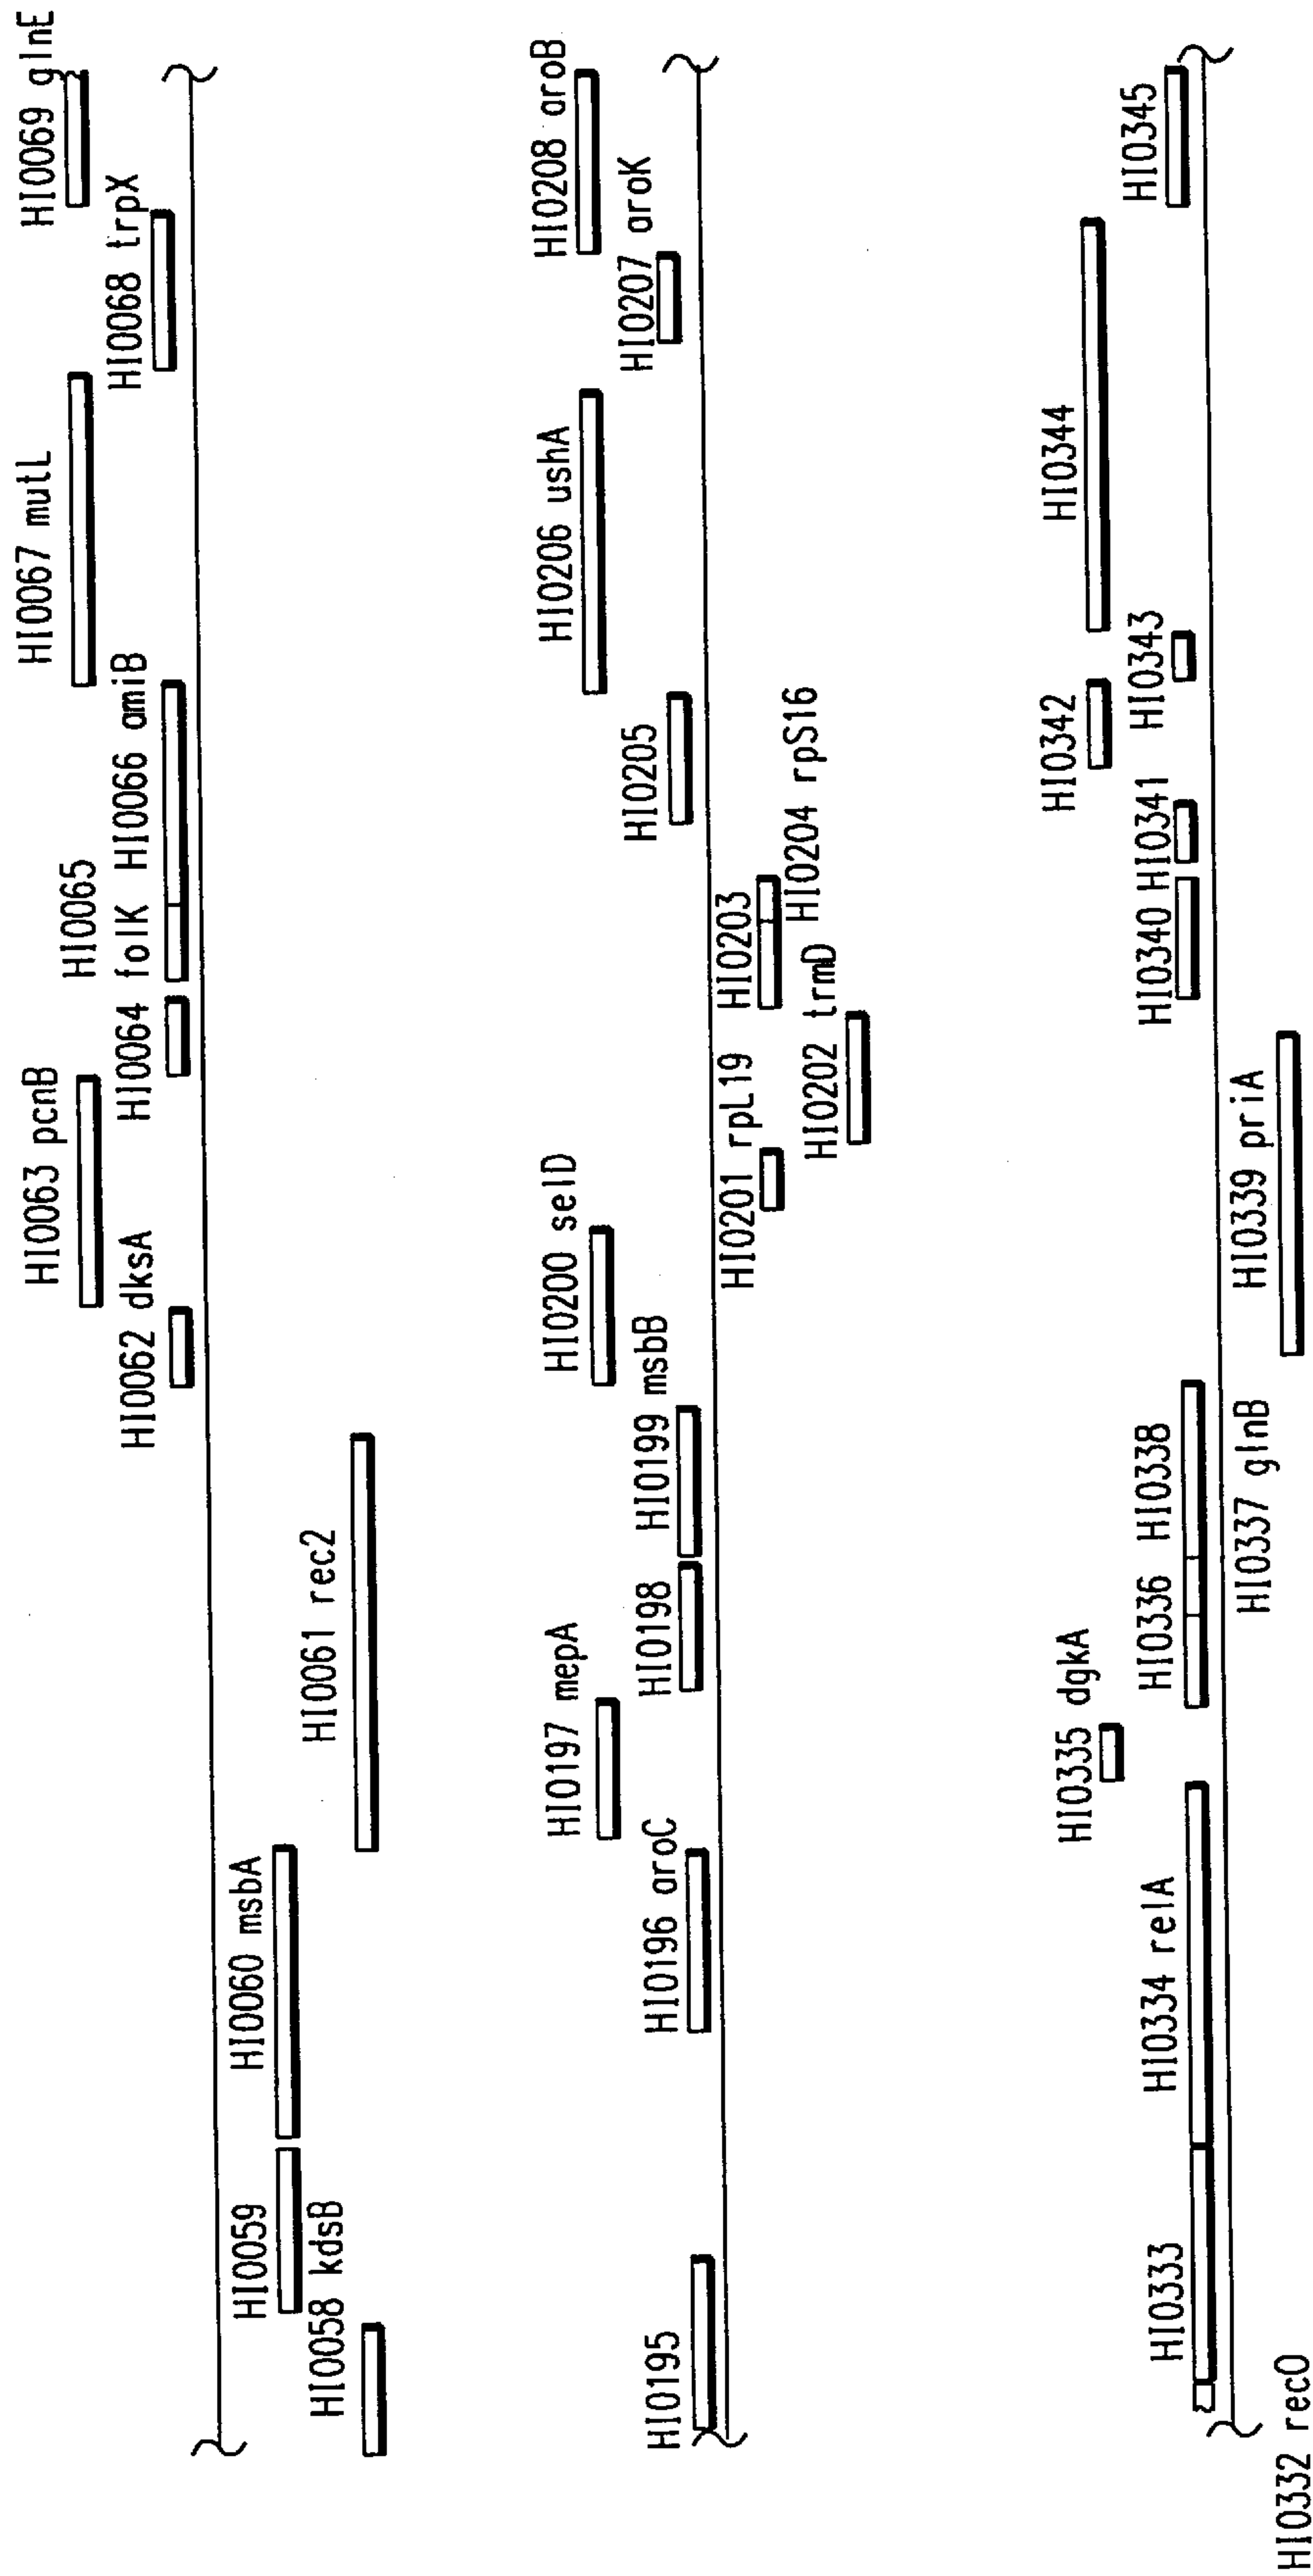 HI0058 kdsB
HI0059
HI0060 msbA
HI0061 rec2
HI0062 dksA
HI0063 pcnB
HI0064 folK
HI0065
HI0066 amiB
HI0067 mutL
HI0068 trpX
HI0069 glnE
HI0195
HI0196 aroC
HI0197 mepA
HI0198
HI0199 msbB
HI0200 selD
HI0201 rpL19
HI0202 trmD
HI0203
HI0204 rpS16
HI0205
HI0206 ushA
HI0207 aroK
HI0208 aroB
HI0332 recO
HI0333
HI0334 relA
HI0335 dgkA
HI0336
HI0337 glnB
HI0338
HI0339 priA
HI0340
HI0341
HI0342
HI0343
HI0344
HI0345